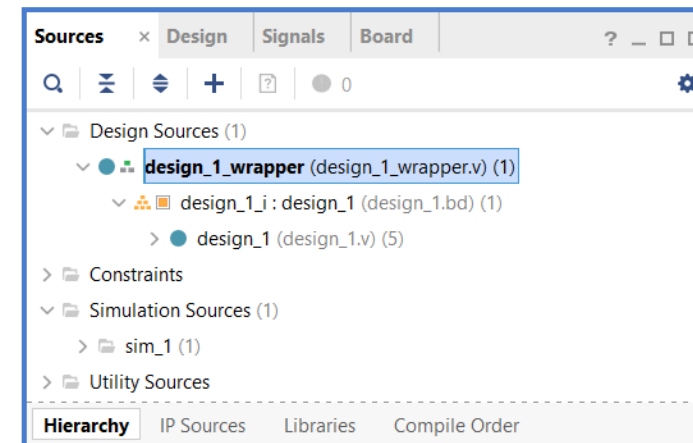 Sources × Design Signals Board ? _
? 0
Design Sources (1)
design_1_wrapper (design_1_wrapper.v) (1)
design_1_i : design_1 (design_1.bd) (1)
design_1 (design_1.v) (5)
Constraints
Simulation Sources (1)
sim_1 (1)
Utility Sources
Hierarchy IP Sources Libraries Compile Order